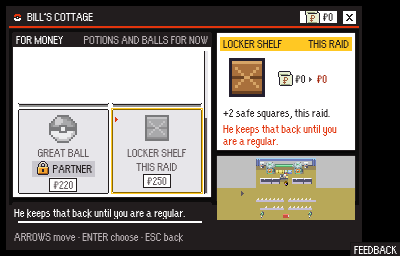 BILL'S COTTAGE
₽0
X
FOR MONEY
POTIONS AND BALLS FOR NOW
GREAT BALL
PARTNER
₽220
LOCKER SHELF
THIS RAID
₽250
LOCKER SHELF THIS RAID
₽0 ▸ ₽0
+2 safe squares, this raid.
He keeps that back until you
are a regular.
He keeps that back until you are a regular.
ARROWS move · ENTER choose · ESC back
FEEDBACK